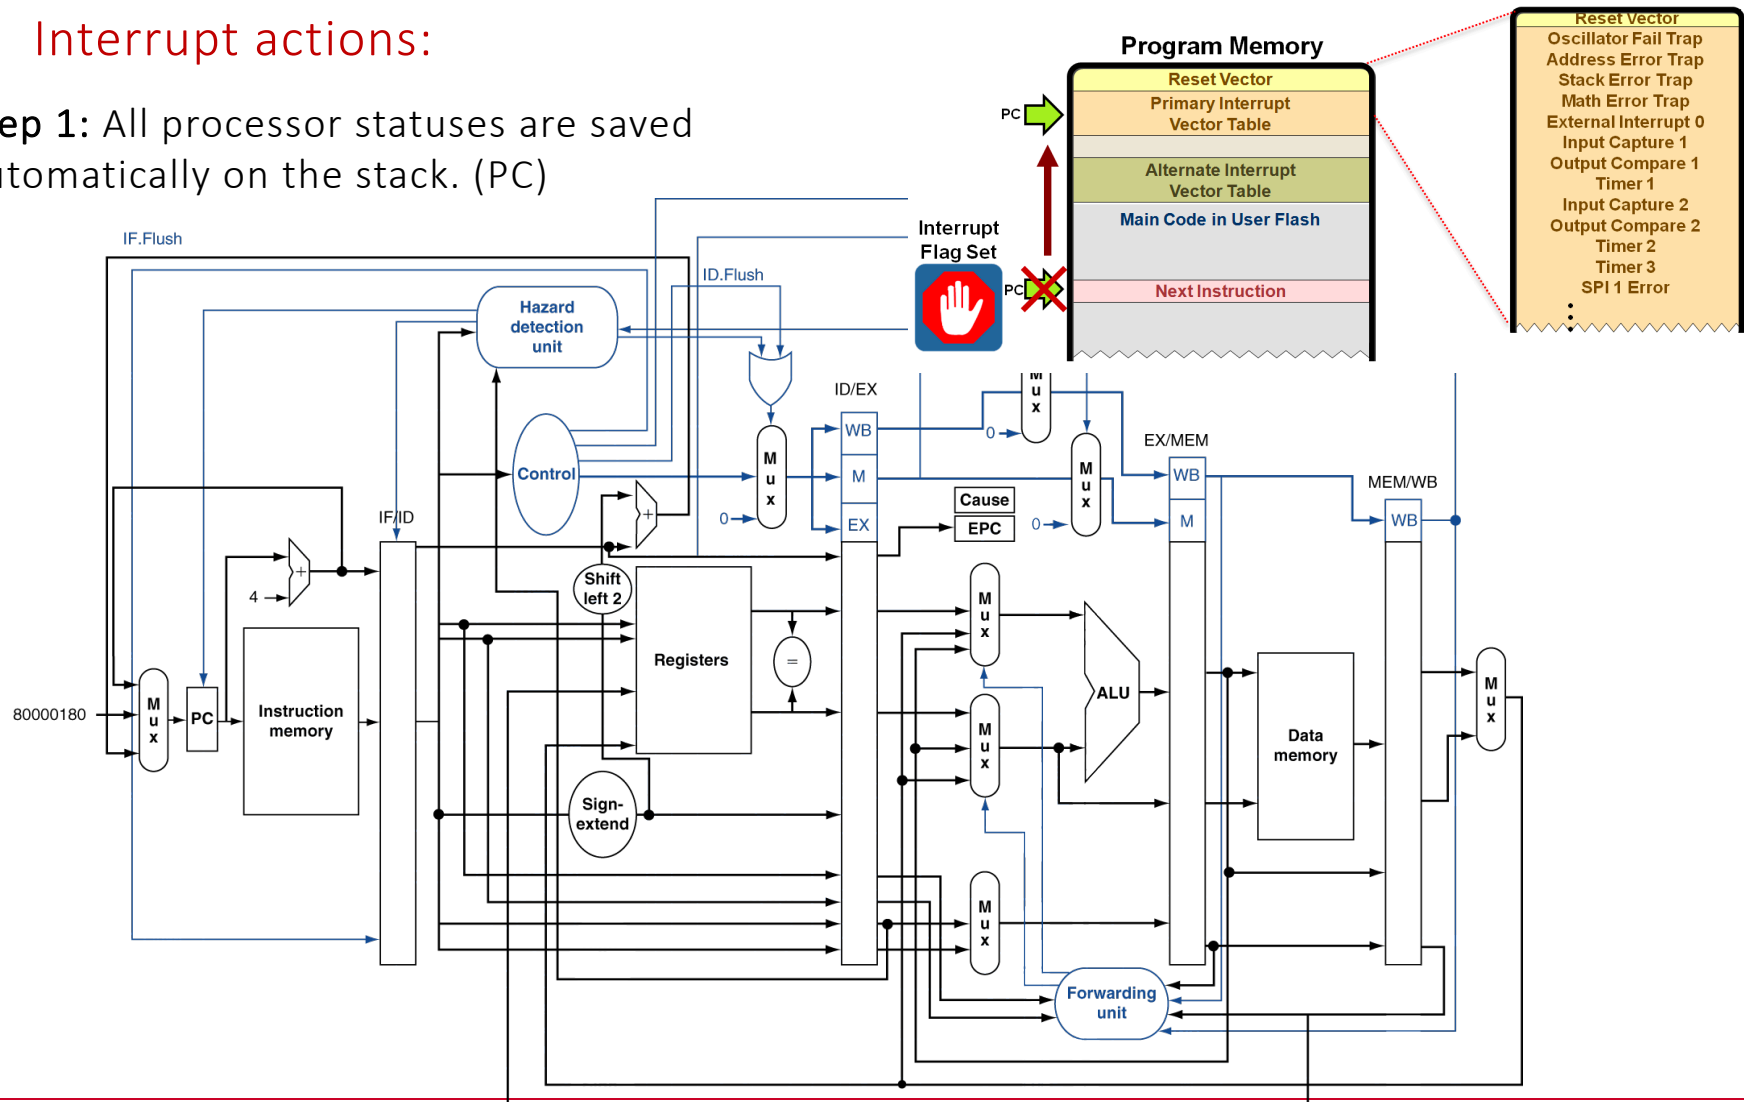 Interrupt actions:
ep 1: All processor statuses are saved
utomatically on the stack. (PC)
Program Memory
Reset Vector
Primary Interrupt
Vector Table
Alternate Interrupt
Vector Table
Main Code in User Flash
Next Instruction
PC
PC
Interrupt
Flag Set
Reset Vector
Oscillator Fail Trap
Address Error Trap
Stack Error Trap
Math Error Trap
External Interrupt 0
Input Capture 1
Output Compare 1
Timer 1
Input Capture 2
Output Compare 2
Timer 2
Timer 3
SPI 1 Error
IF.Flush
ID.Flush
Hazard
detection
unit
Control
IF/ID
4
+
80000180
M
u
x
PC
Instruction
memory
+
Shift
left 2
Registers
=
Sign-
extend
M
u
x
0
ID/EX
WB
M
EX
M
u
x
0
M
u
x
0
Cause
EPC
M
u
x
M
u
x
M
u
x
ALU
EX/MEM
WB
M
Forwarding
unit
Data
memory
MEM/WB
WB
M
u
x